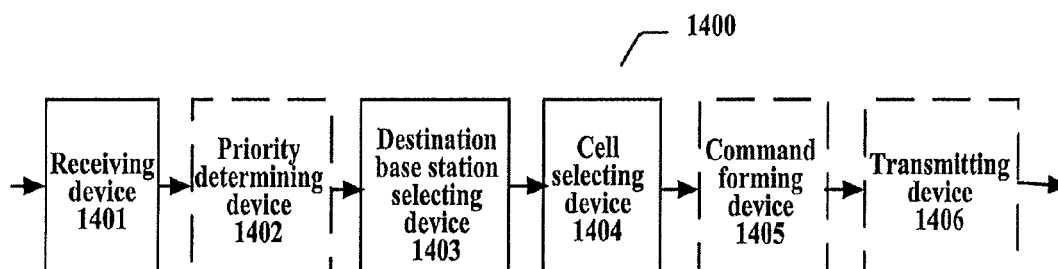 1400
Receiving
device
1401
Priority
determining
device
1402
Destination
base station
selecting
device
1403
Cell
selecting
device
1404
Command
forming
device
1405
Transmitting
device
1406